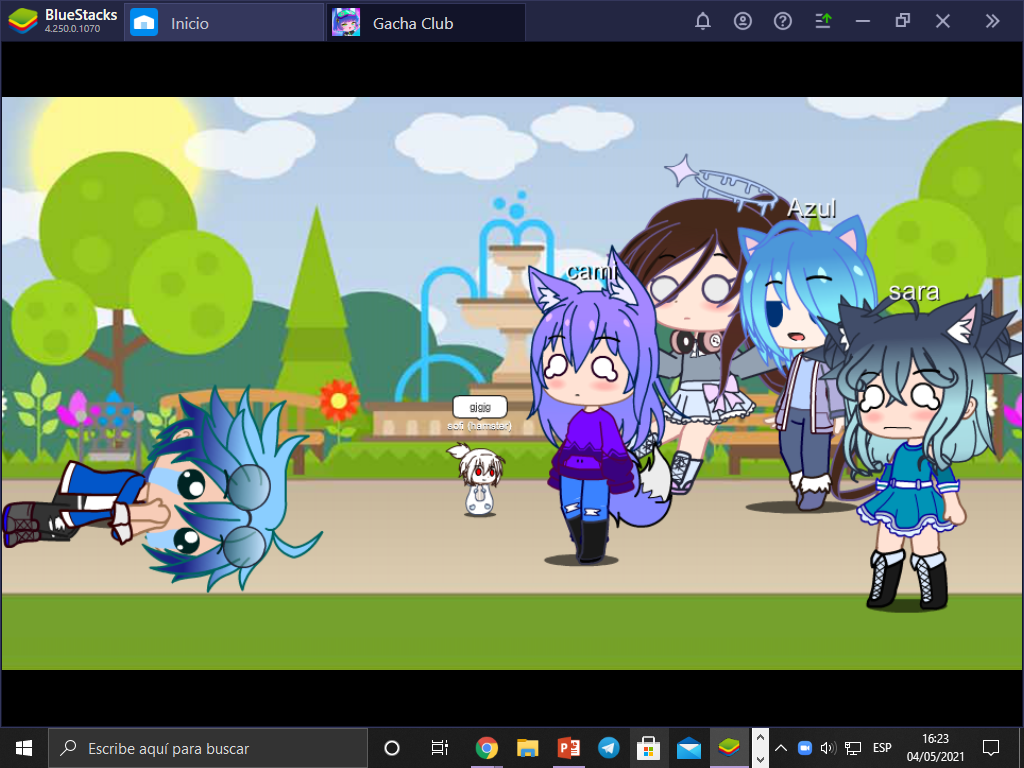 BlueStacks
4.250.0.1070
Inicio
Gacha Club
Azul
cami
sara
gjgjg
sofi (hamster)
Escribe aquí para buscar
ESP
16:23
04/05/2021